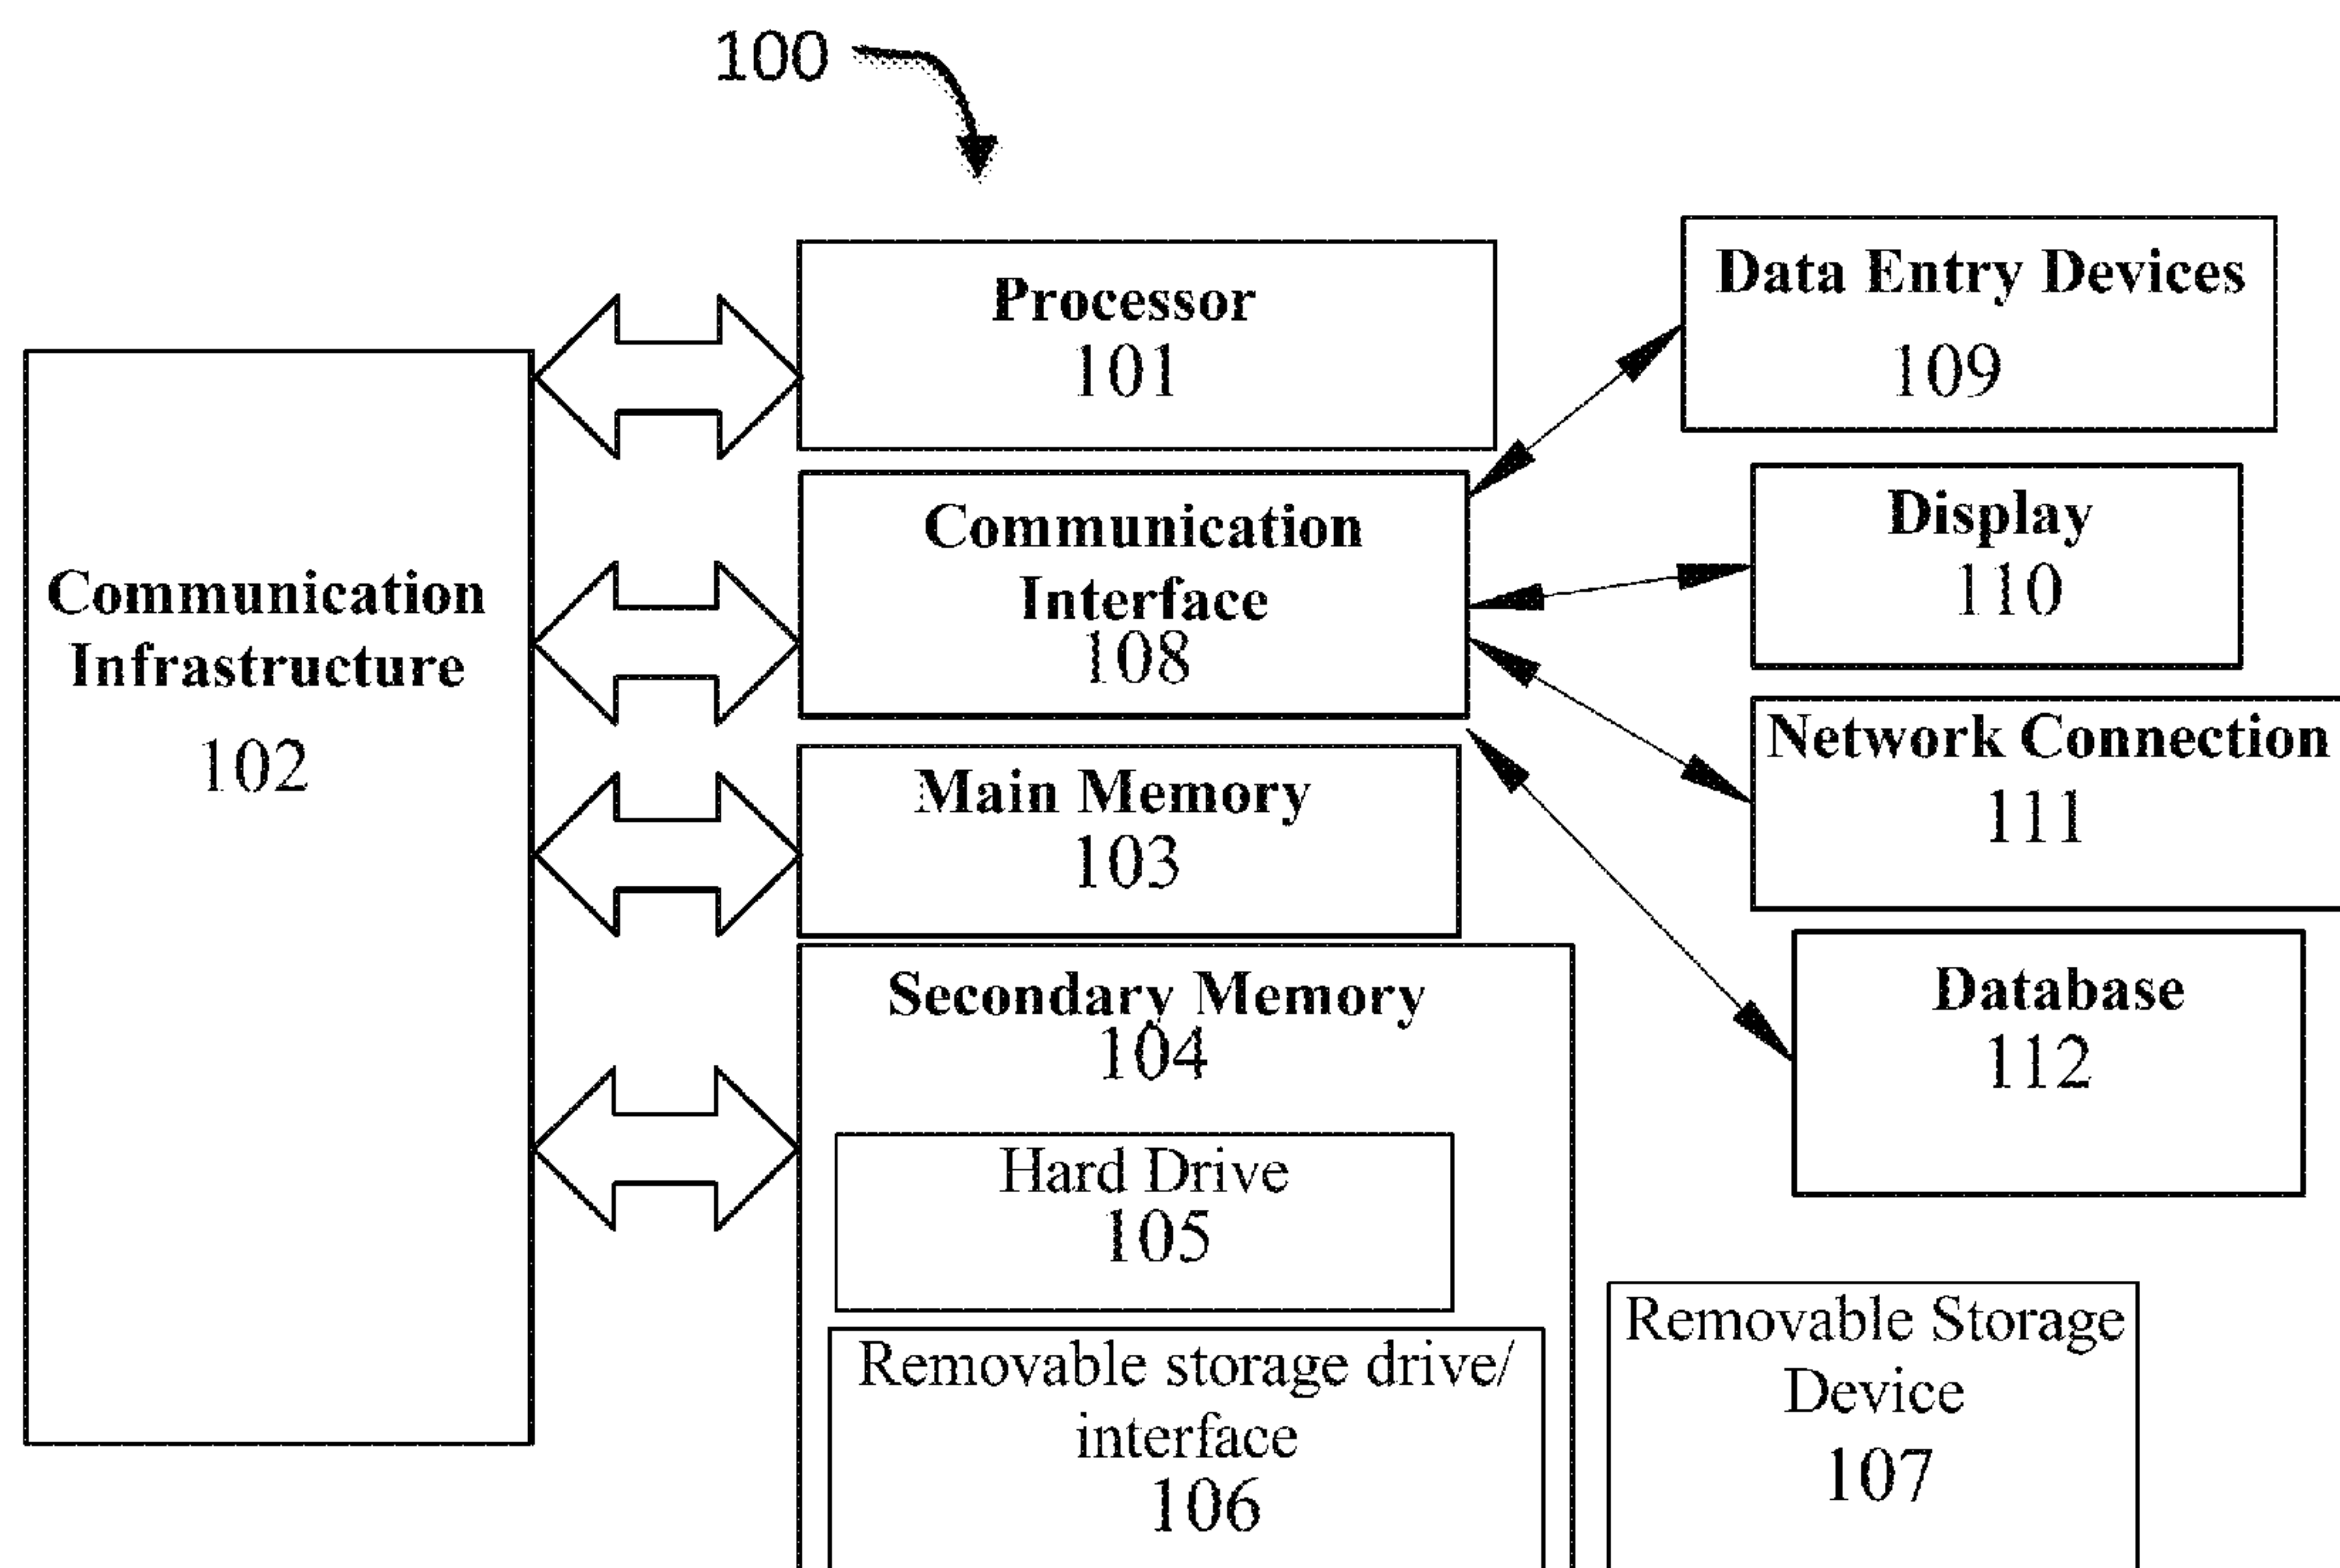 100
Processor
101
Communication
Interface
108
Main Memory
103
Secondary Memory
104
Hard Drive
105
Removable storage drive/
interface
106
Communication
Infrastructure
102
Data Entry Devices
109
Display
110
Network Connection
111
Database
112
Removable Storage
Device
107